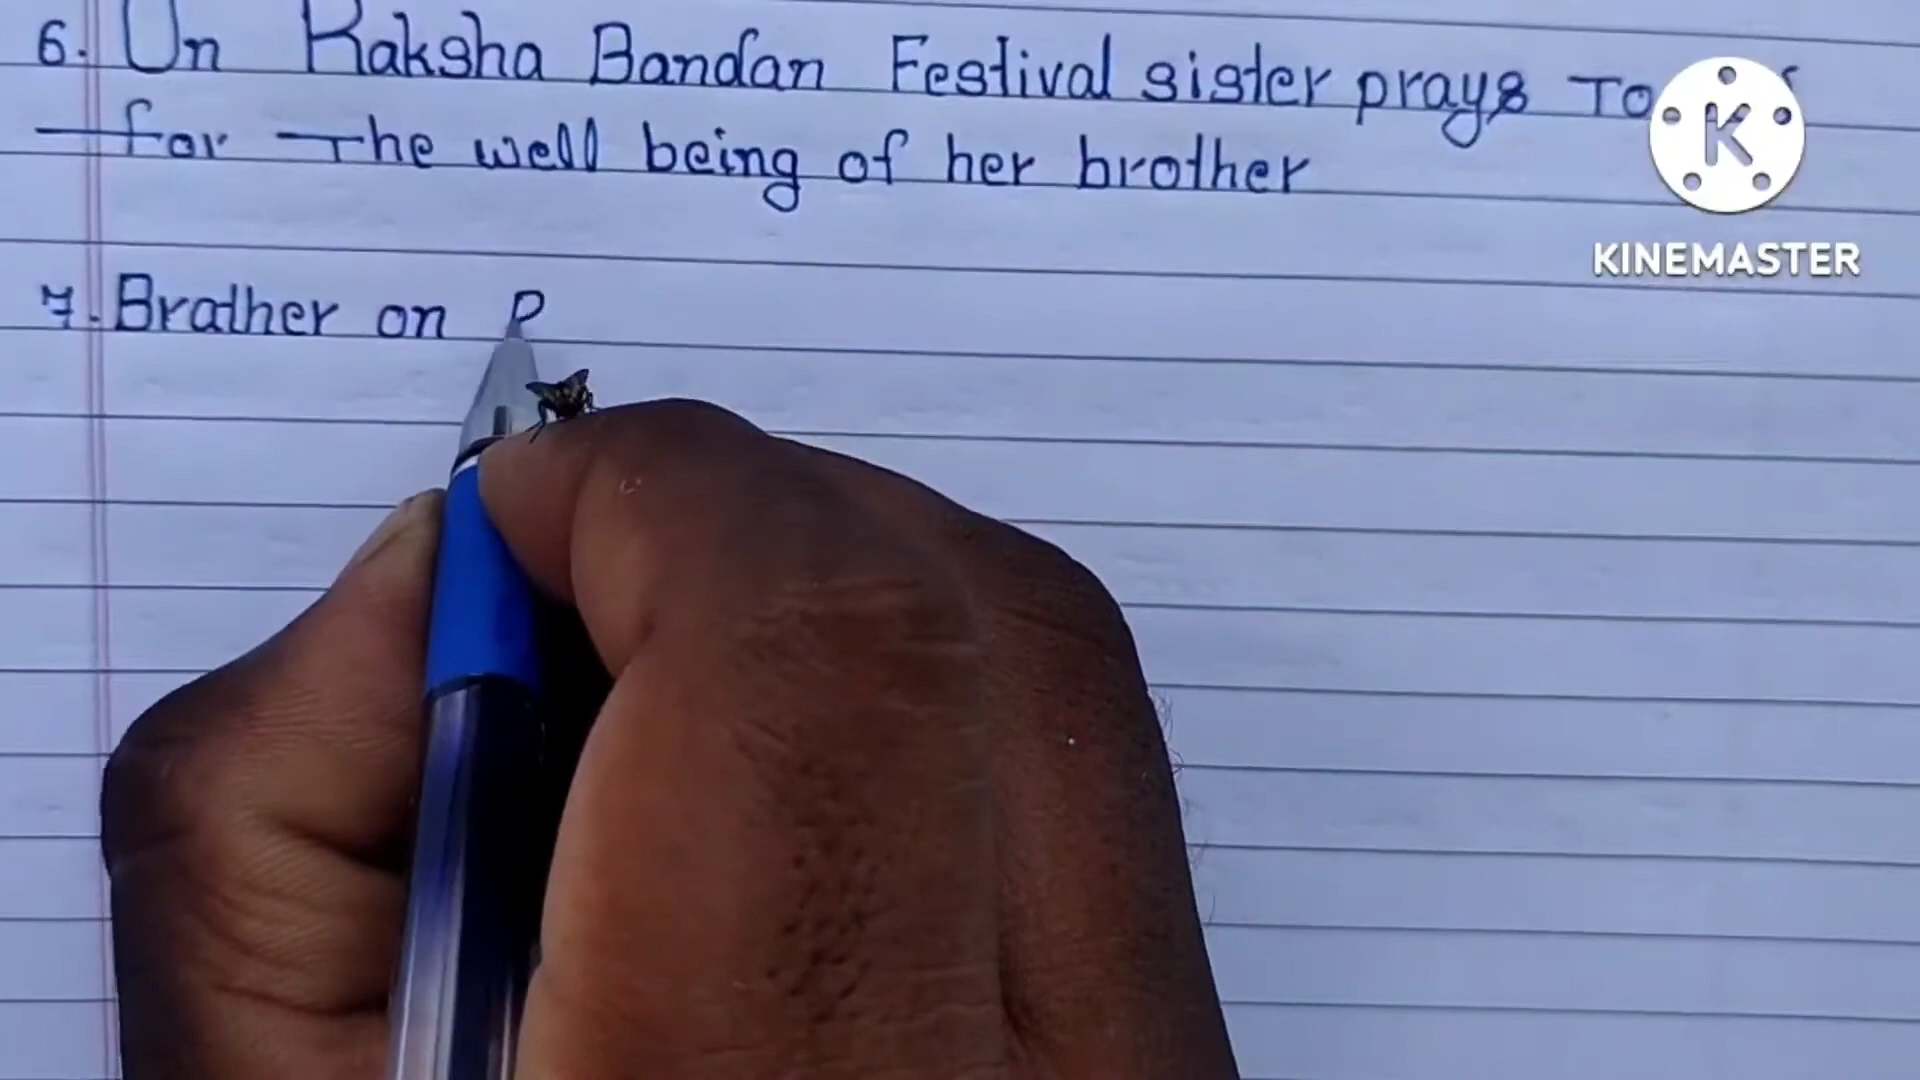 6. On Raksha Bandan Festival sister prays To
for The well being of her brother
7. Brather on P
K
KINEMASTER